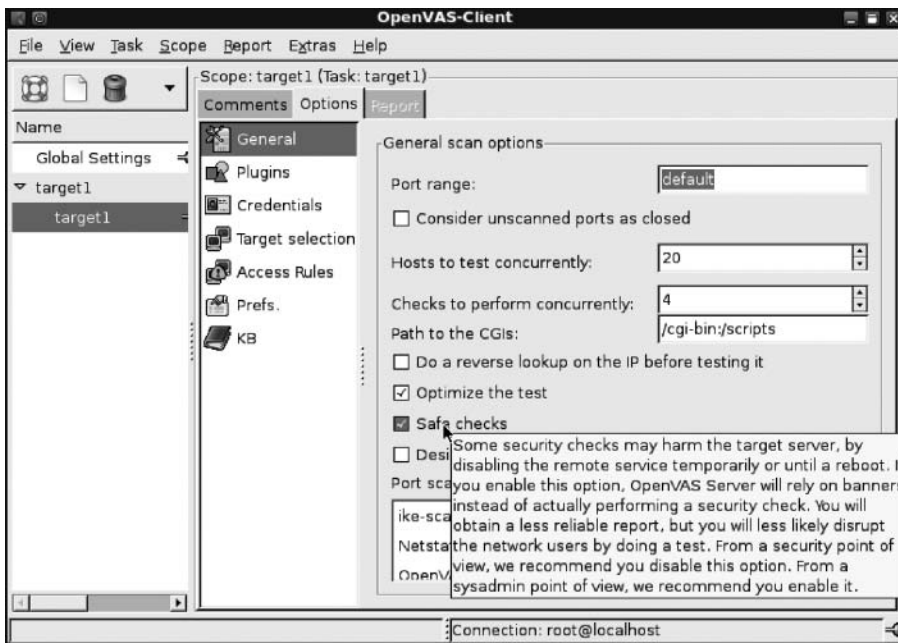 OpenVAS-Client
File View Task Scope Report Extras Help
Scope: target1 (Task: target1)
Comments Options Report
Name
Global Settings
target1
target1
General
Plugins
Credentials
Target selection
Access Rules
Prefs.
KB
General scan options
Port range: default
Consider unscanned ports as closed
Hosts to test concurrently: 20
Checks to perform concurrently: 4
Path to the CGIs: /cgi-bin:/scripts
Do a reverse lookup on the IP before testing it
Optimize the test
Safe checks
Desi
Port sca
ike-sca
Netsta
OpenV
Some security checks may harm the target server, by
disabling the remote service temporarily or until a reboot. I
you enable this option, OpenVAS Server will rely on banner
instead of actually performing a security check. You will
obtain a less reliable report, but you will less likely disrupt
the network users by doing a test. From a security point of
view, we recommend you disable this option. From a
sysadmin point of view, we recommend you enable it.
Connection: root@localhost